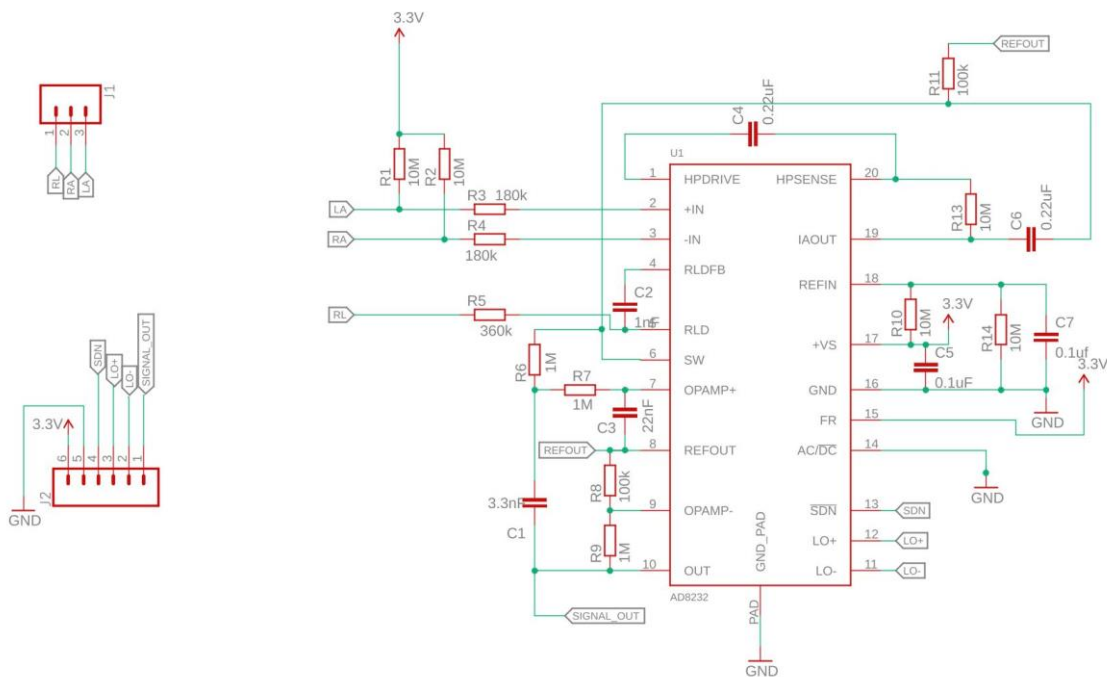 3.3V
REFOUT
R11
100k
J1
1
2
3
RL
RA
LA
R1
10M
R2
10M
C4
0.22uF
U1
LA
R3 180k
RA
R4
180k
RL
R5
360k
C2
1nF
R6
1M
R7
1M
C3
22nF
REFOUT
R8
100k
3.3nF
C1
R9
1M
SIGNAL_OUT
1 HPDRIVE
2 +IN
3 -IN
4 RLDFB
5 RLD
6 SW
7 OPAMP+
8 REFOUT
9 OPAMP-
10 OUT
HPSENSE 20
IAOUT 19
REFIN 18
+VS 17
GND 16
FR 15
AC/DC 14
SDN 13
LO+ 12
LO- 11
GND_PAD
AD8232
PAD
GND
R13
10M
C6
0.22uF
R10
10M
3.3V
C5
0.1uF
R14
10M
C7
0.1uf
3.3V
GND
GND
SDN
LO+
LO-
SDN
LO+
LO-
SIGNAL_OUT
3.3V
6
5
4
3
2
1
J2
GND